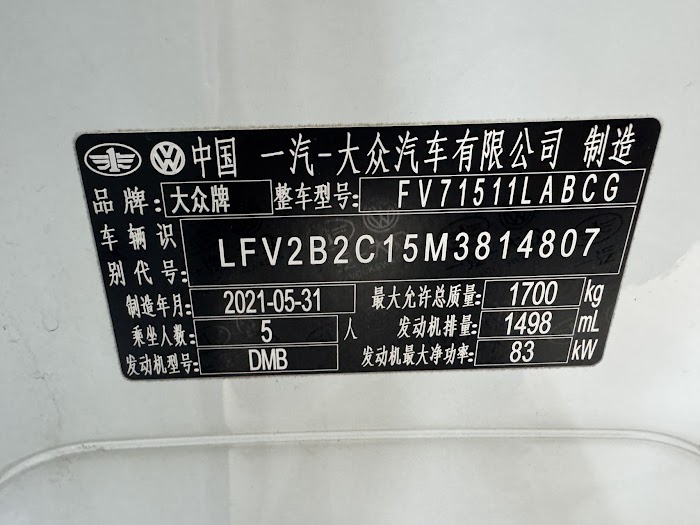 中国 一汽-大众汽车有限公司 制造
品牌: 大众牌 整车型号: FV71511LABCG
车辆识别代号: LFV2B2C15M3814807
制造年月: 2021-05-31 最大允许总质量: 1700 kg
乘坐人数: 5 人 发动机排量: 1498 mL
发动机型号: DMB 发动机最大净功率: 83 kW